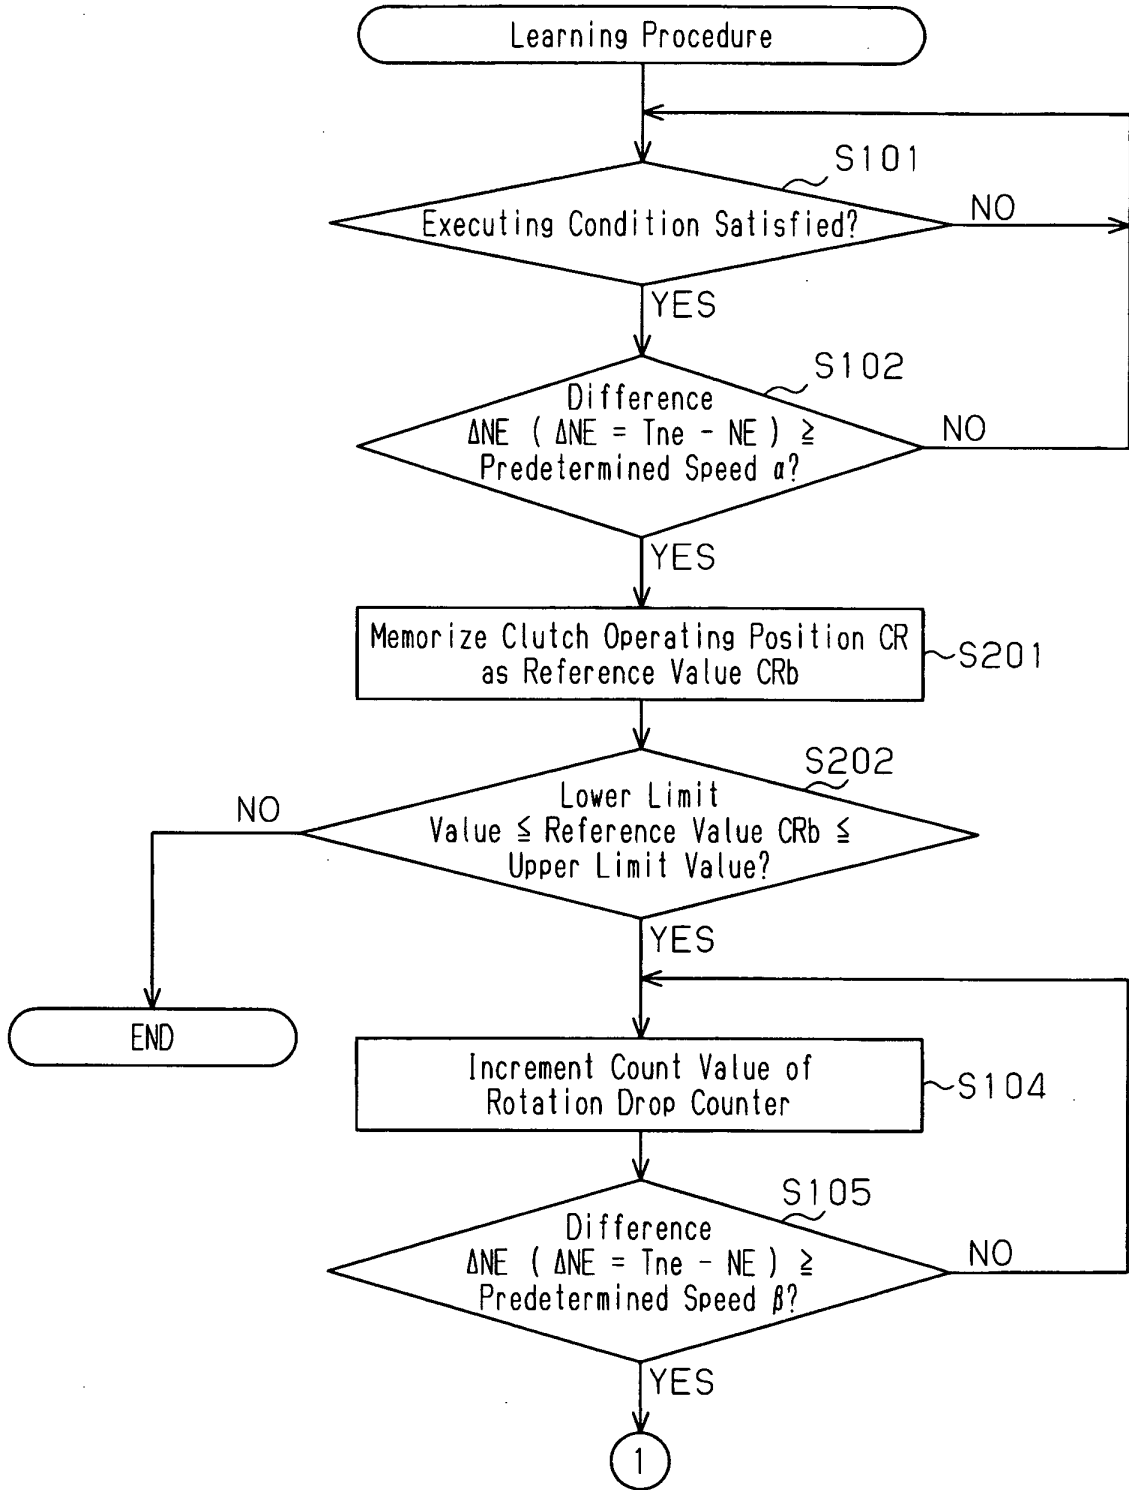 Learning Procedure
S101
Executing Condition Satisfied?
NO
YES
S102
Difference
ΔNE ( ΔNE = Tne - NE ) ≧
Predetermined Speed α?
NO
YES
Memorize Clutch Operating Position CR
as Reference Value CRb
S201
S202
Lower Limit
Value ≦ Reference Value CRb ≦
Upper Limit Value?
NO
YES
END
Increment Count Value of
Rotation Drop Counter
S104
S105
Difference
ΔNE ( ΔNE = Tne - NE ) ≧
Predetermined Speed β?
NO
YES
1